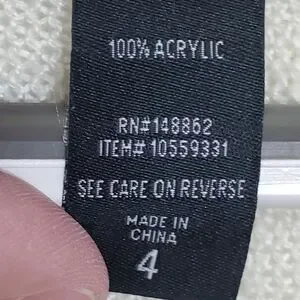 100% ACRYLIC
RN#148862
ITEM# 10559331
SEE CARE ON REVERSE
MADE IN
CHINA
4